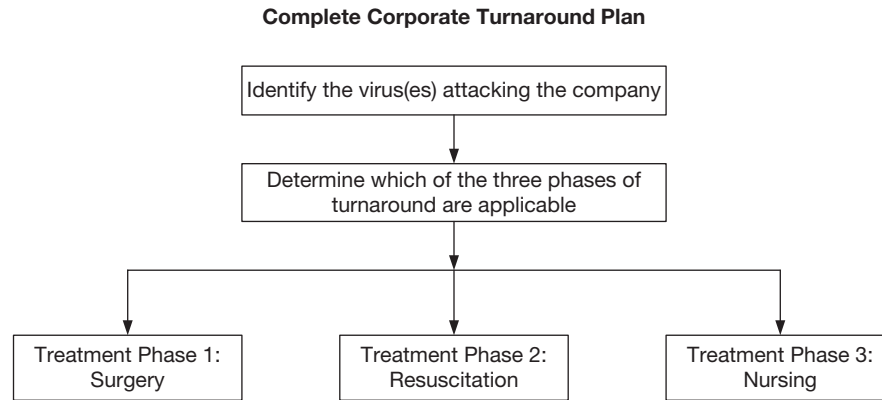 Complete Corporate Turnaround Plan
Identify the virus(es) attacking the company
Determine which of the three phases of
turnaround are applicable
Treatment Phase 1:
Surgery
Treatment Phase 2:
Resuscitation
Treatment Phase 3:
Nursing